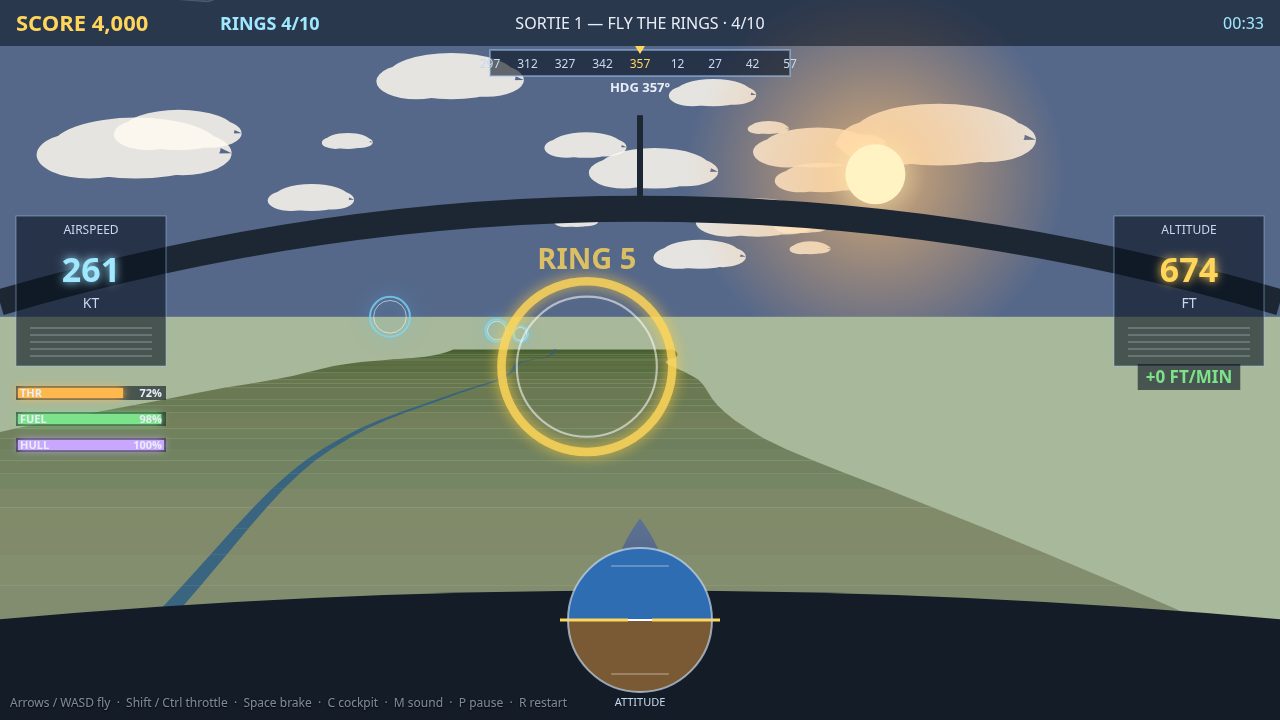 SCORE 4,000
RINGS 4/10
SORTIE 1 — FLY THE RINGS · 4/10
00:33
297 312 327 342 357 12 27 42 57
HDG 357°
AIRSPEED
261
KT
ALTITUDE
674
FT
+0 FT/MIN
RING 5
THR 72%
FUEL 98%
HULL 100%
Arrows / WASD fly · Shift / Ctrl throttle · Space brake · C cockpit · M sound · P pause · R restart
ATTITUDE